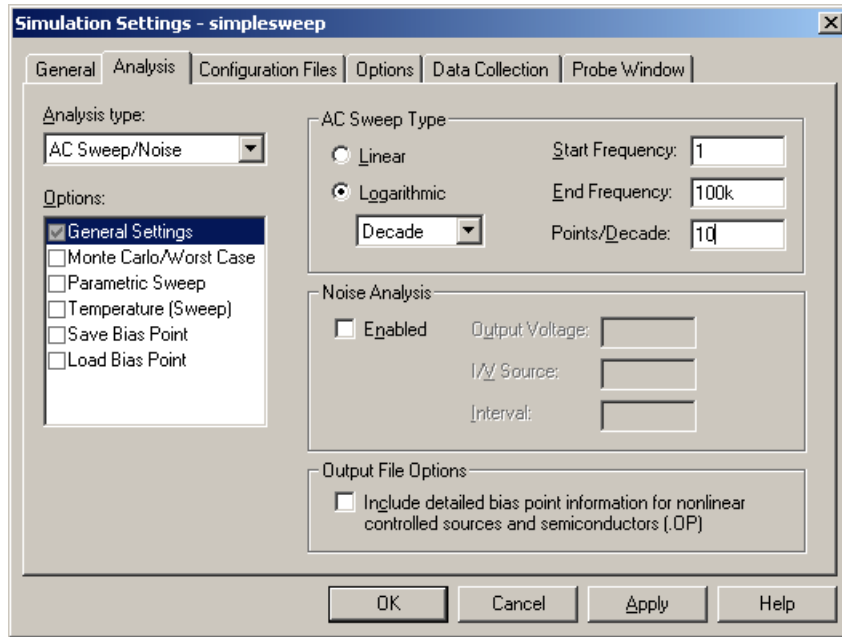 Simulation Settings - simplesweep
General Analysis Configuration Files Options Data Collection Probe Window
Analysis type:
AC Sweep/Noise
Options:
General Settings
Monte Carlo/Worst Case
Parametric Sweep
Temperature (Sweep)
Save Bias Point
Load Bias Point
AC Sweep Type
Linear
Logarithmic
Decade
Start Frequency: 1
End Frequency: 100k
Points/Decade: 10
Noise Analysis
Enabled
Output Voltage:
I/V Source:
Interval:
Output File Options
Include detailed bias point information for nonlinear
controlled sources and semiconductors (.OP)
OK Cancel Apply Help